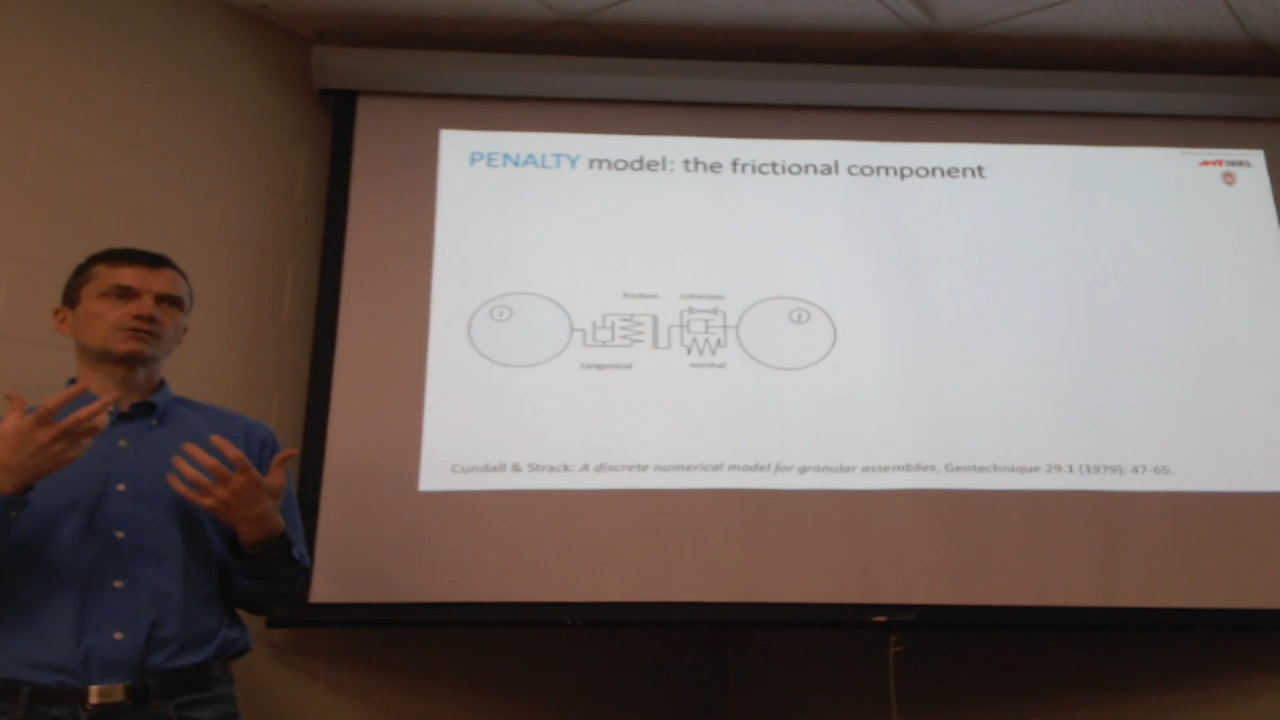 PENALTY model: the frictional component
friction cohesion
i
j
tangential normal
Cundall & Strack: A discrete numerical model for granular assemblies, Geotechnique 29.1 (1979): 47-65.